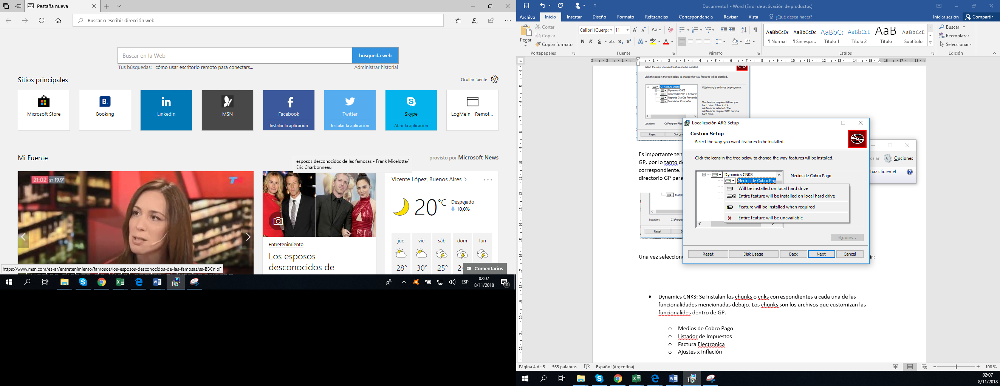 Pestaña nueva
Buscar o escribir dirección web
Buscar en la Web
búsqueda web
Tus búsquedas: cómo usar escritorio remoto para conectars...
Administrar historial
Sitios principales
Ocultar fuente
Microsoft Store
Booking
LinkedIn
MSN
Facebook
Instalar la aplicación
Twitter
Instalar la aplicación
Skype
Abrir la aplicación
LogMeIn - Remot...
Mi Fuente
esposos desconocidos de las famosas - Frank Micelotta/
Eric Charbonneau
provisto por Microsoft News
21:02 ST 19.9°
Entretenimiento
Los esposos
desconocidos de
Vicente López, Buenos Aires
20°C
Despejado
10,0%
jue vie sáb dom lun
28° 30° 25°
Comentarios
https://www.msn.com/es-ar/entretenimiento/famosos/los-esposos-desconocidos-de-las-famosas/ss-BBCnIoF
ESP
02:07
8/11/2018
2
Documento1 - Word (Error de activación de productos)
Archivo Inicio Insertar Diseño Formato Referencias Correspondencia Revisar Vista ¿Qué desea hacer? Iniciar sesión Compartir
Pegar
Cortar
Copiar
Copiar formato
Portapapeles
Calibri (Cuerpo 11
N K S abc x₂ x²
Fuente
Párrafo
AaBbCcDc AaBbCcDc AaBbCc AaBbCcE AaB AaBbCcD
¶ Normal ¶ Sin espa... Título 1 Título 2 Título Subtítulo
Estilos
Buscar
Reemplazar
Seleccionar
Edición
Select the way you want features to be installed.
Click the icons in the tree below to change the way features will be installed.
GP Factura Digital
Dynamics CNKS
Generador PDF + Reporte
Reporte Cta Cte Proveedo
Instalador Compañía
Objetos sql y archivos de programa.
This feature requires 0KB on your
hard drive. It has 4 of 4
subfeatures selected. The
subfeatures require 27MB on your
hard drive.
Location: C:\Program Files
Reset
Disk Usa
Es importante ten
GP, por lo tanto de
correspondiente.
directorio GP para
Instala
Location: C:\Progra
Reset D
Una vez selecciona
ir:
celar Opciones
haz clic en el
Localización ARG Setup
Custom Setup
Select the way you want features to be installed.
Click the icons in the tree below to change the way features will be installed.
Dynamics CNKS
Medios de Cobro Pag
Medios de Cobro Pago
Will be installed on local hard drive
Entire feature will be installed on local hard drive
Feature will be installed when required
Entire feature will be unavailable
Browse...
Reset Disk Usage Back Next Cancel
Dynamics CNKS: Se instalan los chunks o cnks correspondientes a cada una de las
funcionalidades mencionadas debajo. Los chunks son los archivos que customizan las
funcionalides dentro de GP.
o Medios de Cobro Pago
o Listador de Impuestos
o Factura Electronica
o Ajustes x Inflación
Página 4 de 5 565 palabras Español (Argentina) 108 %
02:07
8/11/2018